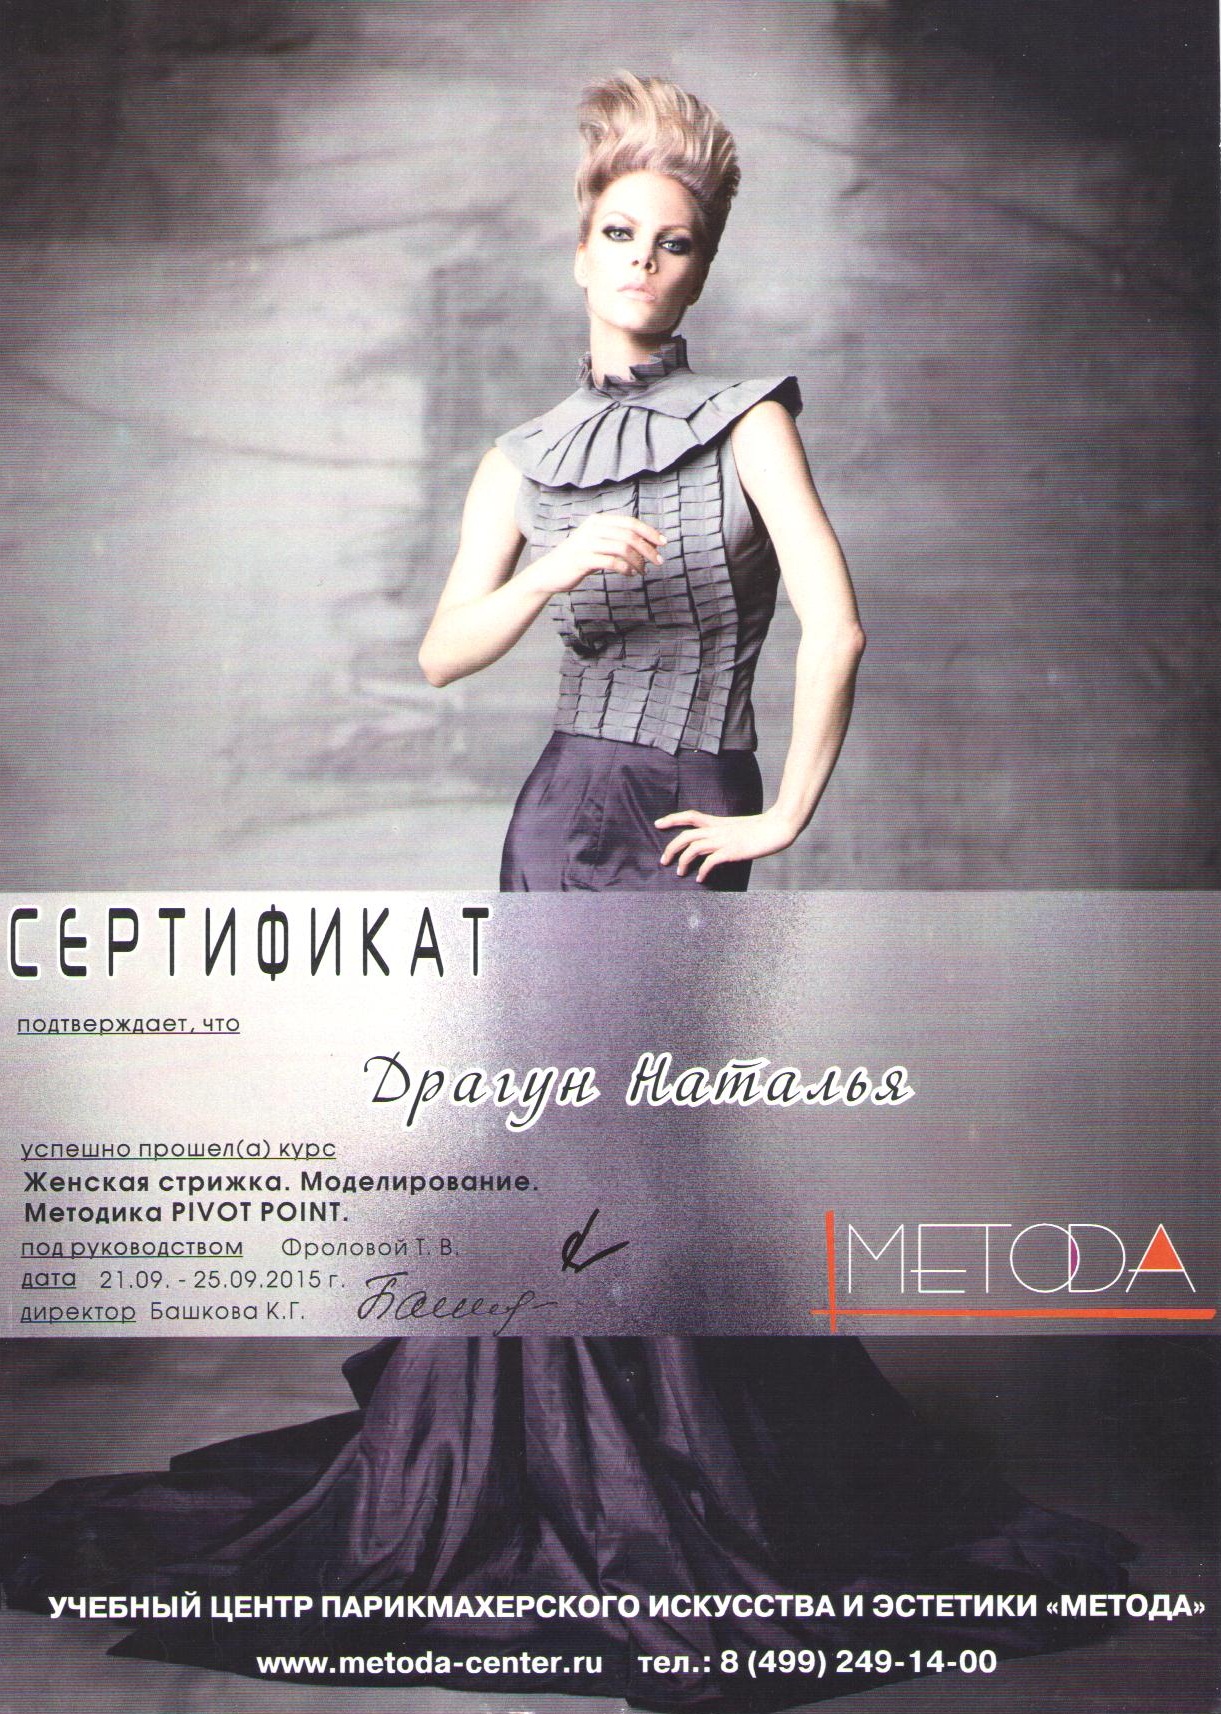 СЕРТИФИКАТ
подтверждает, что
Драгун Наталья
успешно прошел(а) курс
Женская стрижка. Моделирование.
Методика PIVOT POINT.
под руководством Фроловой Т. В.
дата 21.09. - 25.09.2015 г.
директор Башкова К.Г.
METODA
УЧЕБНЫЙ ЦЕНТР ПАРИКМАХЕРСКОГО ИСКУССТВА И ЭСТЕТИКИ «МЕТОДА»
www.metoda-center.ru тел.: 8 (499) 249-14-00